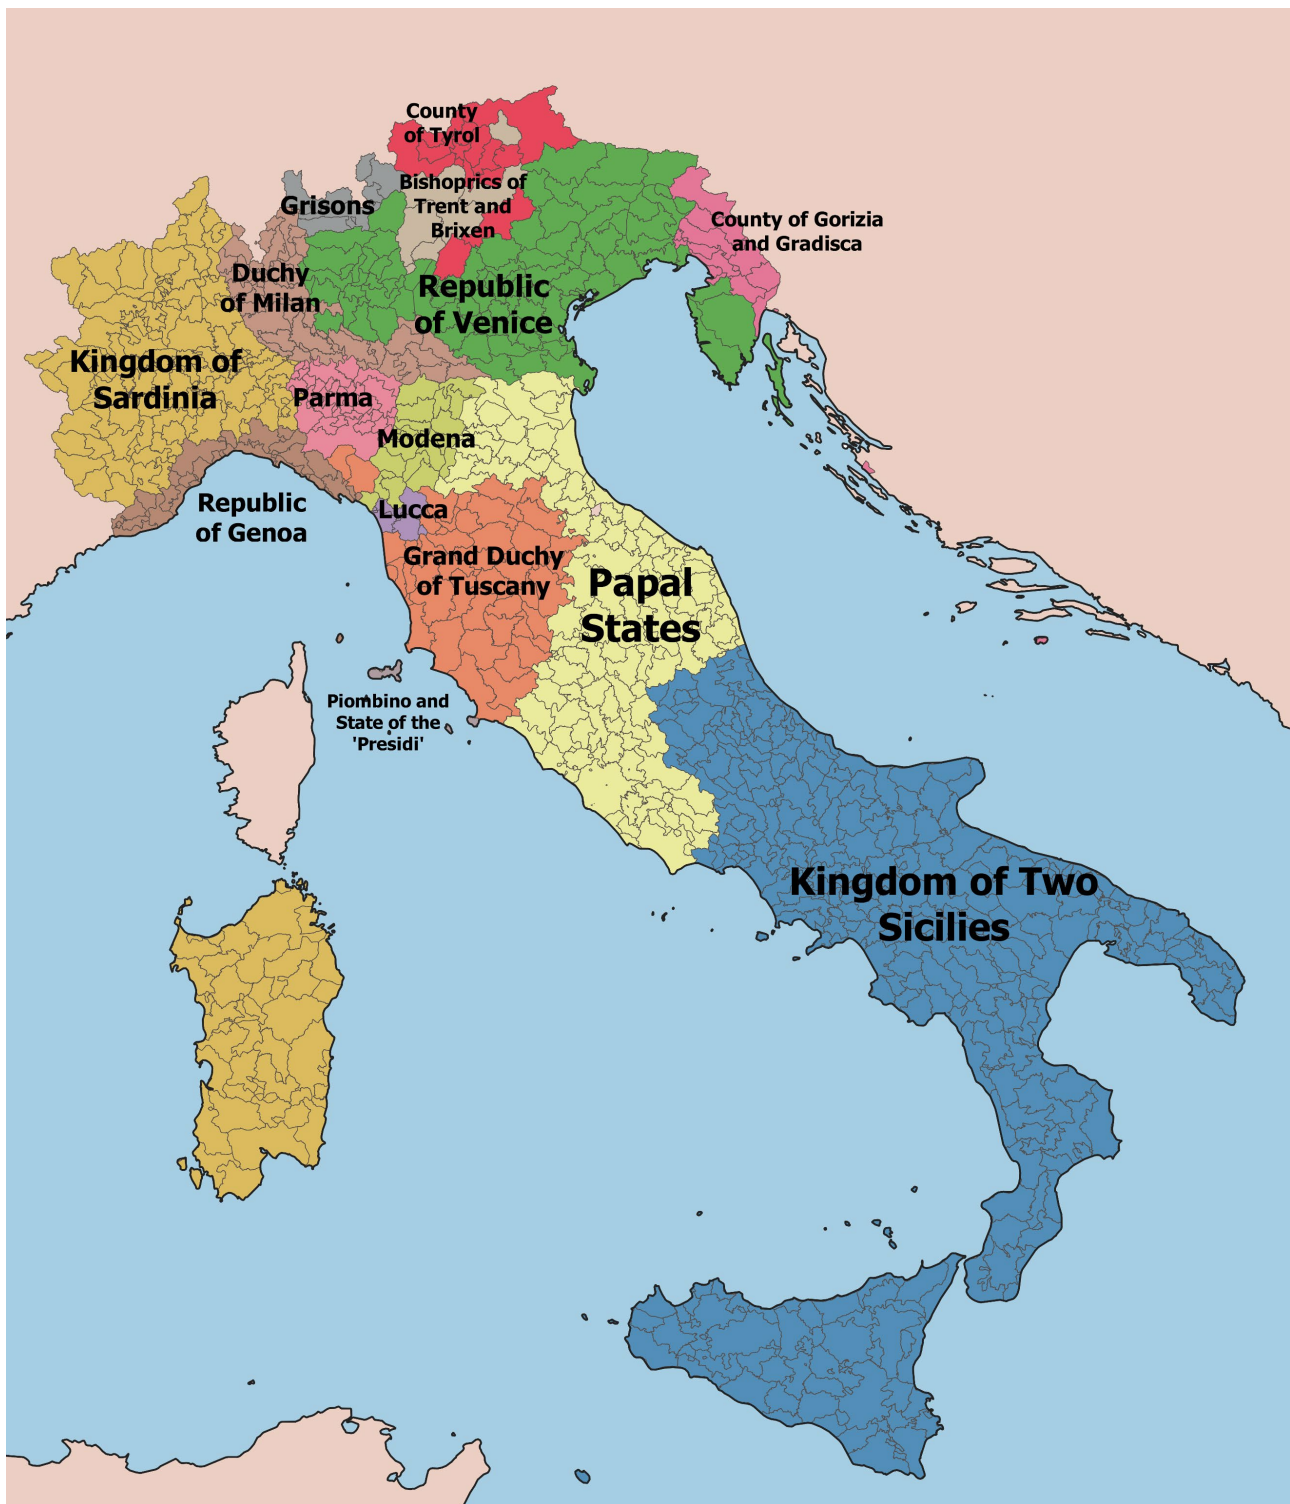 County
of Tyrol
Bishoprics of
Trent and
Brixen
Grisons
County of Gorizia
and Gradisca
Duchy
of Milan
Republic
of Venice
Kingdom of
Sardinia
Parma
Modena
Republic
of Genoa
Lucca
Grand Duchy
of Tuscany
Papal
States
Piombino and
State of the
'Presidi'
Kingdom of Two
Sicilies